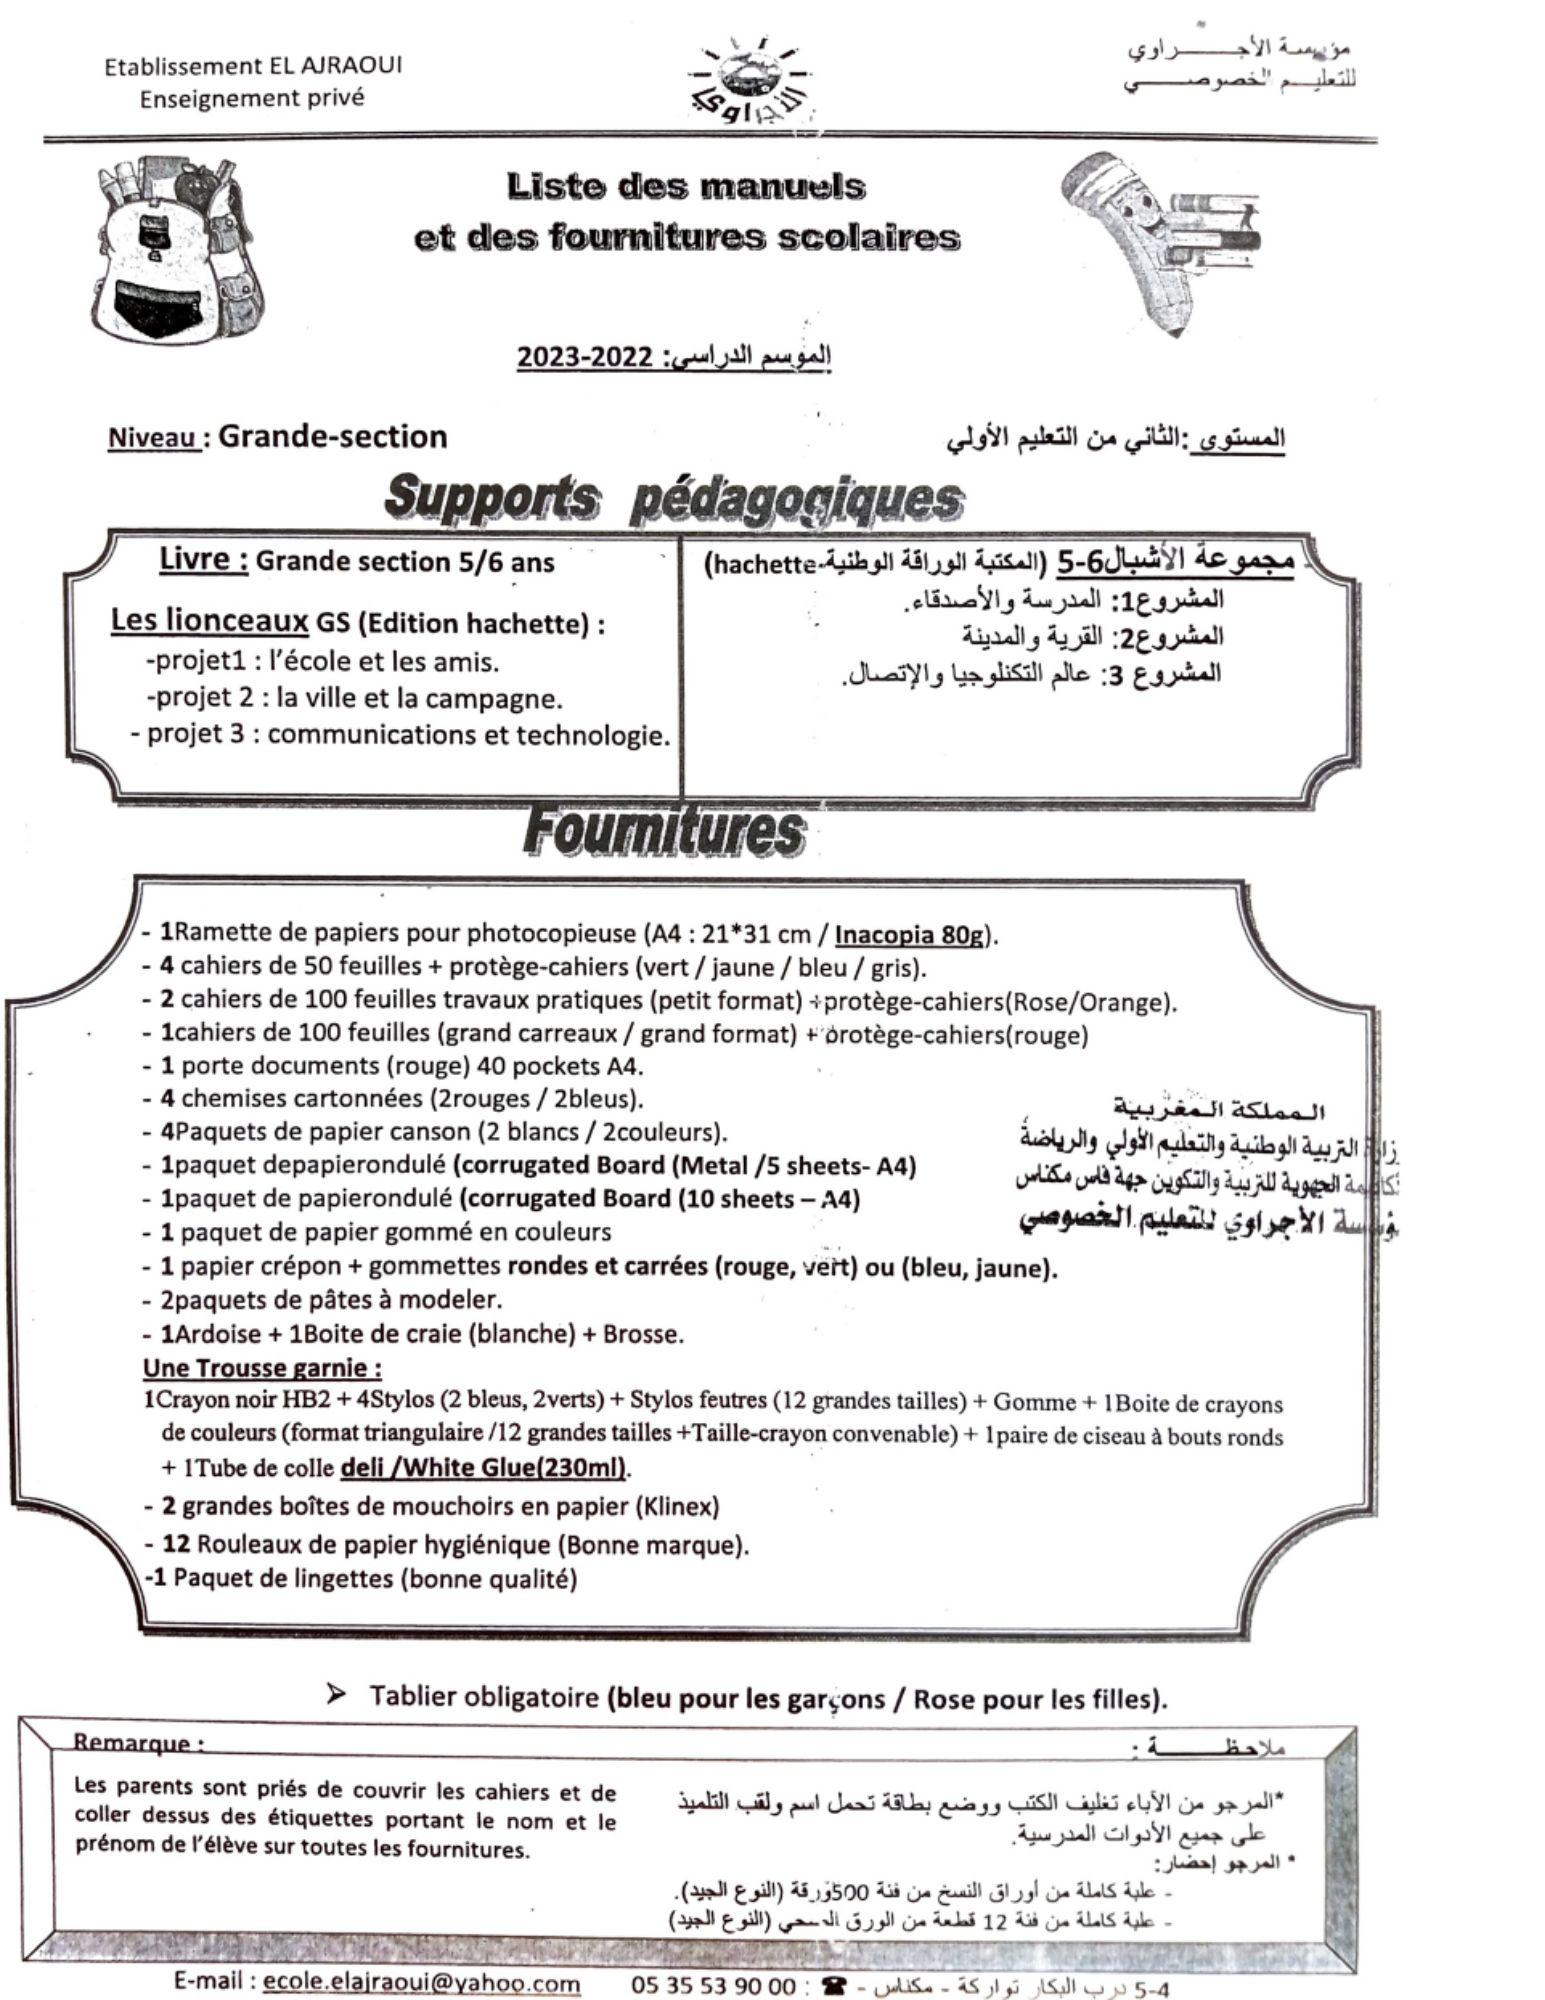 Etablissement EL AJRAOUI
Enseignement privé
مؤسسة الأجـــــراوي
للتعليـــم الخصوصـــي
Liste des manuels
et des fournitures scolaires
الموسم الدراسي: 2022-2023
Niveau : Grande-section
المستوى :الثاني من التعليم الأولي
Supports pédagogiques
Livre : Grande section 5/6 ans
Les lionceaux GS (Edition hachette) :
-projet1 : l'école et les amis.
-projet 2 : la ville et la campagne.
- projet 3 : communications et technologie.
- مجموعة الأشبال6-5 (المكتبة الوراقة الوطنية-hachette)
المشروع1: المدرسة والأصدقاء.
المشروع2: القرية والمدينة
المشروع 3: عالم التكنلوجيا والإتصال.
Fournitures
- 1Ramette de papiers pour photocopieuse (A4 : 21*31 cm / Inacopia 80g).
- 4 cahiers de 50 feuilles + protège-cahiers (vert / jaune / bleu / gris).
- 2 cahiers de 100 feuilles travaux pratiques (petit format) +protège-cahiers(Rose/Orange).
- 1cahiers de 100 feuilles (grand carreaux / grand format) + protège-cahiers(rouge)
- 1 porte documents (rouge) 40 pockets A4.
- 4 chemises cartonnées (2rouges / 2bleus).
- 4Paquets de papier canson (2 blancs / 2couleurs).
- 1paquet depapierondulé (corrugated Board (Metal /5 sheets- A4)
- 1paquet de papierondulé (corrugated Board (10 sheets – A4)
- 1 paquet de papier gommé en couleurs
- 1 papier crépon + gommettes rondes et carrées (rouge, vert) ou (bleu, jaune).
- 2paquets de pâtes à modeler.
- 1Ardoise + 1Boite de craie (blanche) + Brosse.
المملكة المغربية
التربية الوطنية والتعليم الأولي والرياضة
الجهوية للتربية والتكوين جهة فاس مكناس
الأجراوي للتعليم الخصوصي
Une Trousse garnie :
1Crayon noir HB2 + 4Stylos (2 bleus, 2verts) + Stylos feutres (12 grandes tailles) + Gomme + 1Boite de crayons
de couleurs (format triangulaire /12 grandes tailles +Taille-crayon convenable) + 1paire de ciseau à bouts ronds
+ 1Tube de colle deli /White Glue(230ml).
- 2 grandes boîtes de mouchoirs en papier (Klinex)
- 12 Rouleaux de papier hygiénique (Bonne marque).
-1 Paquet de lingettes (bonne qualité)
➢ Tablier obligatoire (bleu pour les garçons / Rose pour les filles).
Remarque :
Les parents sont priés de couvrir les cahiers et de
coller dessus des étiquettes portant le nom et le
prénom de l'élève sur toutes les fournitures.
ملاحظـــــــة :
*المرجو من الآباء تغليف الكتب ووضع بطاقة تحمل اسم ولقب التلميذ
على جميع الأدوات المدرسية.
* المرجو إحضار:
- علبة كاملة من أوراق النسخ من فئة 500ورقة (النوع الجيد).
- علبة كاملة من فئة 12 قطعة من الورق الصحي (النوع الجيد)
E-mail : ecole.elajraoui@yahoo.com 05 35 53 90 00 : ☎ - 4-5 درب البكار تواركة - مكناس